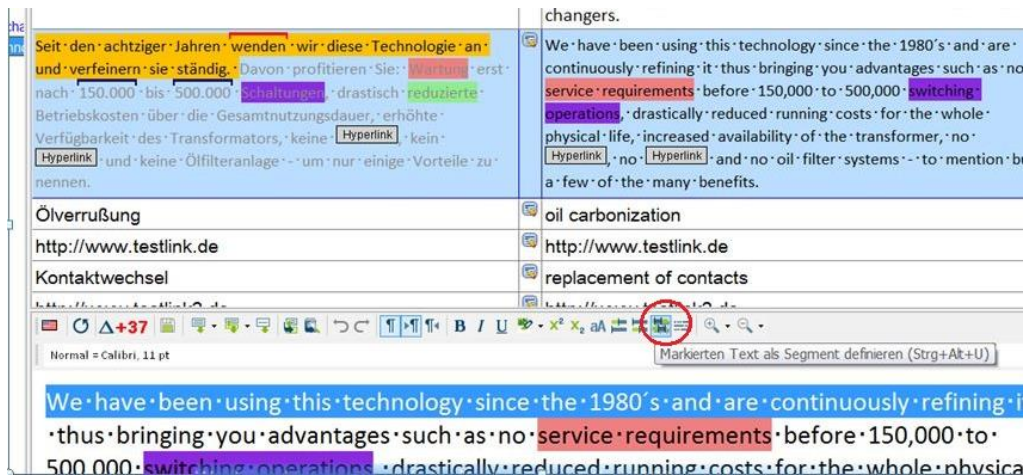 changers.
Seit den achtziger Jahren wenden wir diese Technologie an
und verfeinern sie ständig. Davon profitieren Sie: Wartung erst
nach 150.000 bis 500.000 Schaltungen, drastisch reduzierte
Betriebskosten über die Gesamtnutzungsdauer, erhöhte
Verfügbarkeit des Transformators, keine Hyperlink, kein
Hyperlink und keine Ölfilteranlage - um nur einige Vorteile zu
nennen.
We have been using this technology since the 1980´s and are
continuously refining it thus bringing you advantages such as no
service requirements before 150,000 to 500,000 switching
operations, drastically reduced running costs for the whole
physical life, increased availability of the transformer, no
Hyperlink, no Hyperlink and no oil filter systems - to mention
a few of the many benefits.
Ölverrußung
oil carbonization
http://www.testlink.de
http://www.testlink.de
Kontaktwechsel
replacement of contacts
Δ+37 B I U X² X₂ aA
Normal = Calibri, 11 pt
Markierten Text als Segment definieren (Strg+Alt+U)
We have been using this technology since the 1980´s and are continuously refining
thus bringing you advantages such as no service requirements before 150,000 to
500,000 switching operations, drastically reduced running costs for the whole